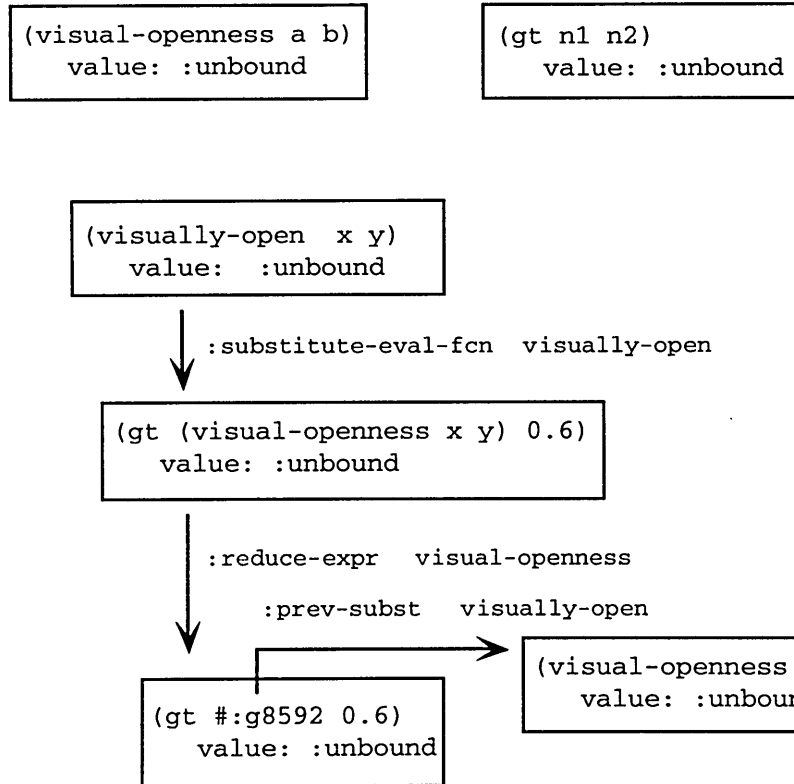 (visual-openness a b)
value: :unbound
(gt n1 n2)
value: :unbound
(visually-open x y)
value: :unbound
:substitute-eval-fcn visually-open
(gt (visual-openness x y) 0.6)
value: :unbound
:reduce-expr visual-openness
:prev-subst visually-open
(visual-openness
value:
(gt #:g8592 0.6)
value: :unbound